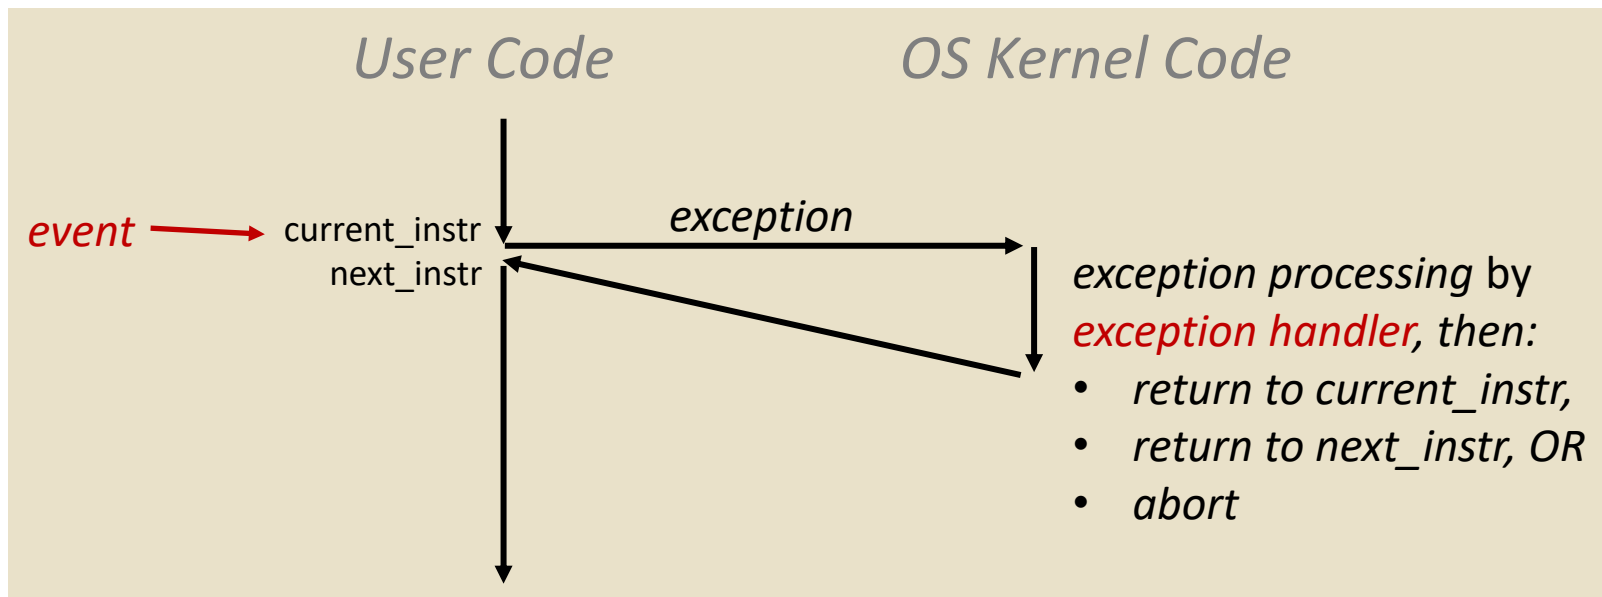 User Code
OS Kernel Code
event
current_instr
next_instr
exception
exception processing by
exception handler, then:
• return to current_instr,
• return to next_instr, OR
• abort